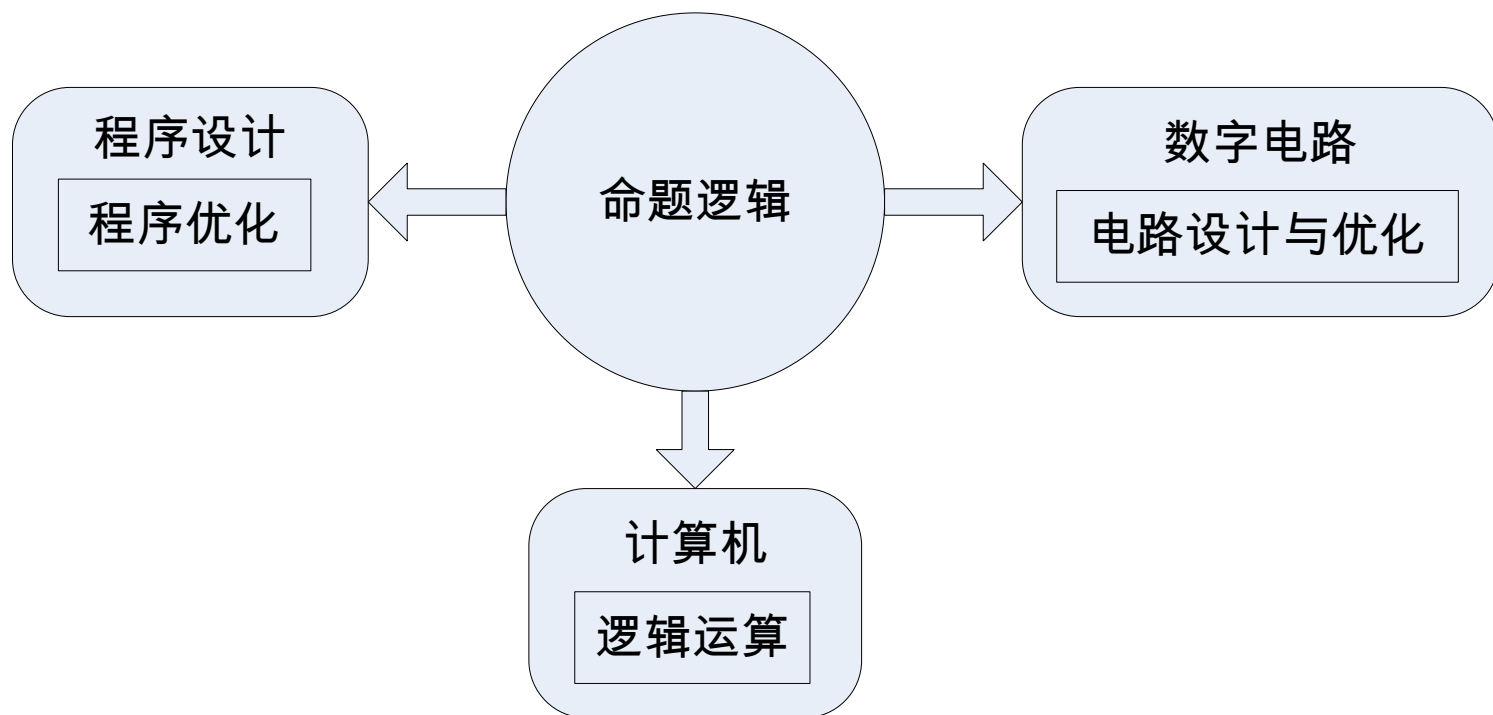 程序设计
程序优化
命题逻辑
数字电路
电路设计与优化
计算机
逻辑运算